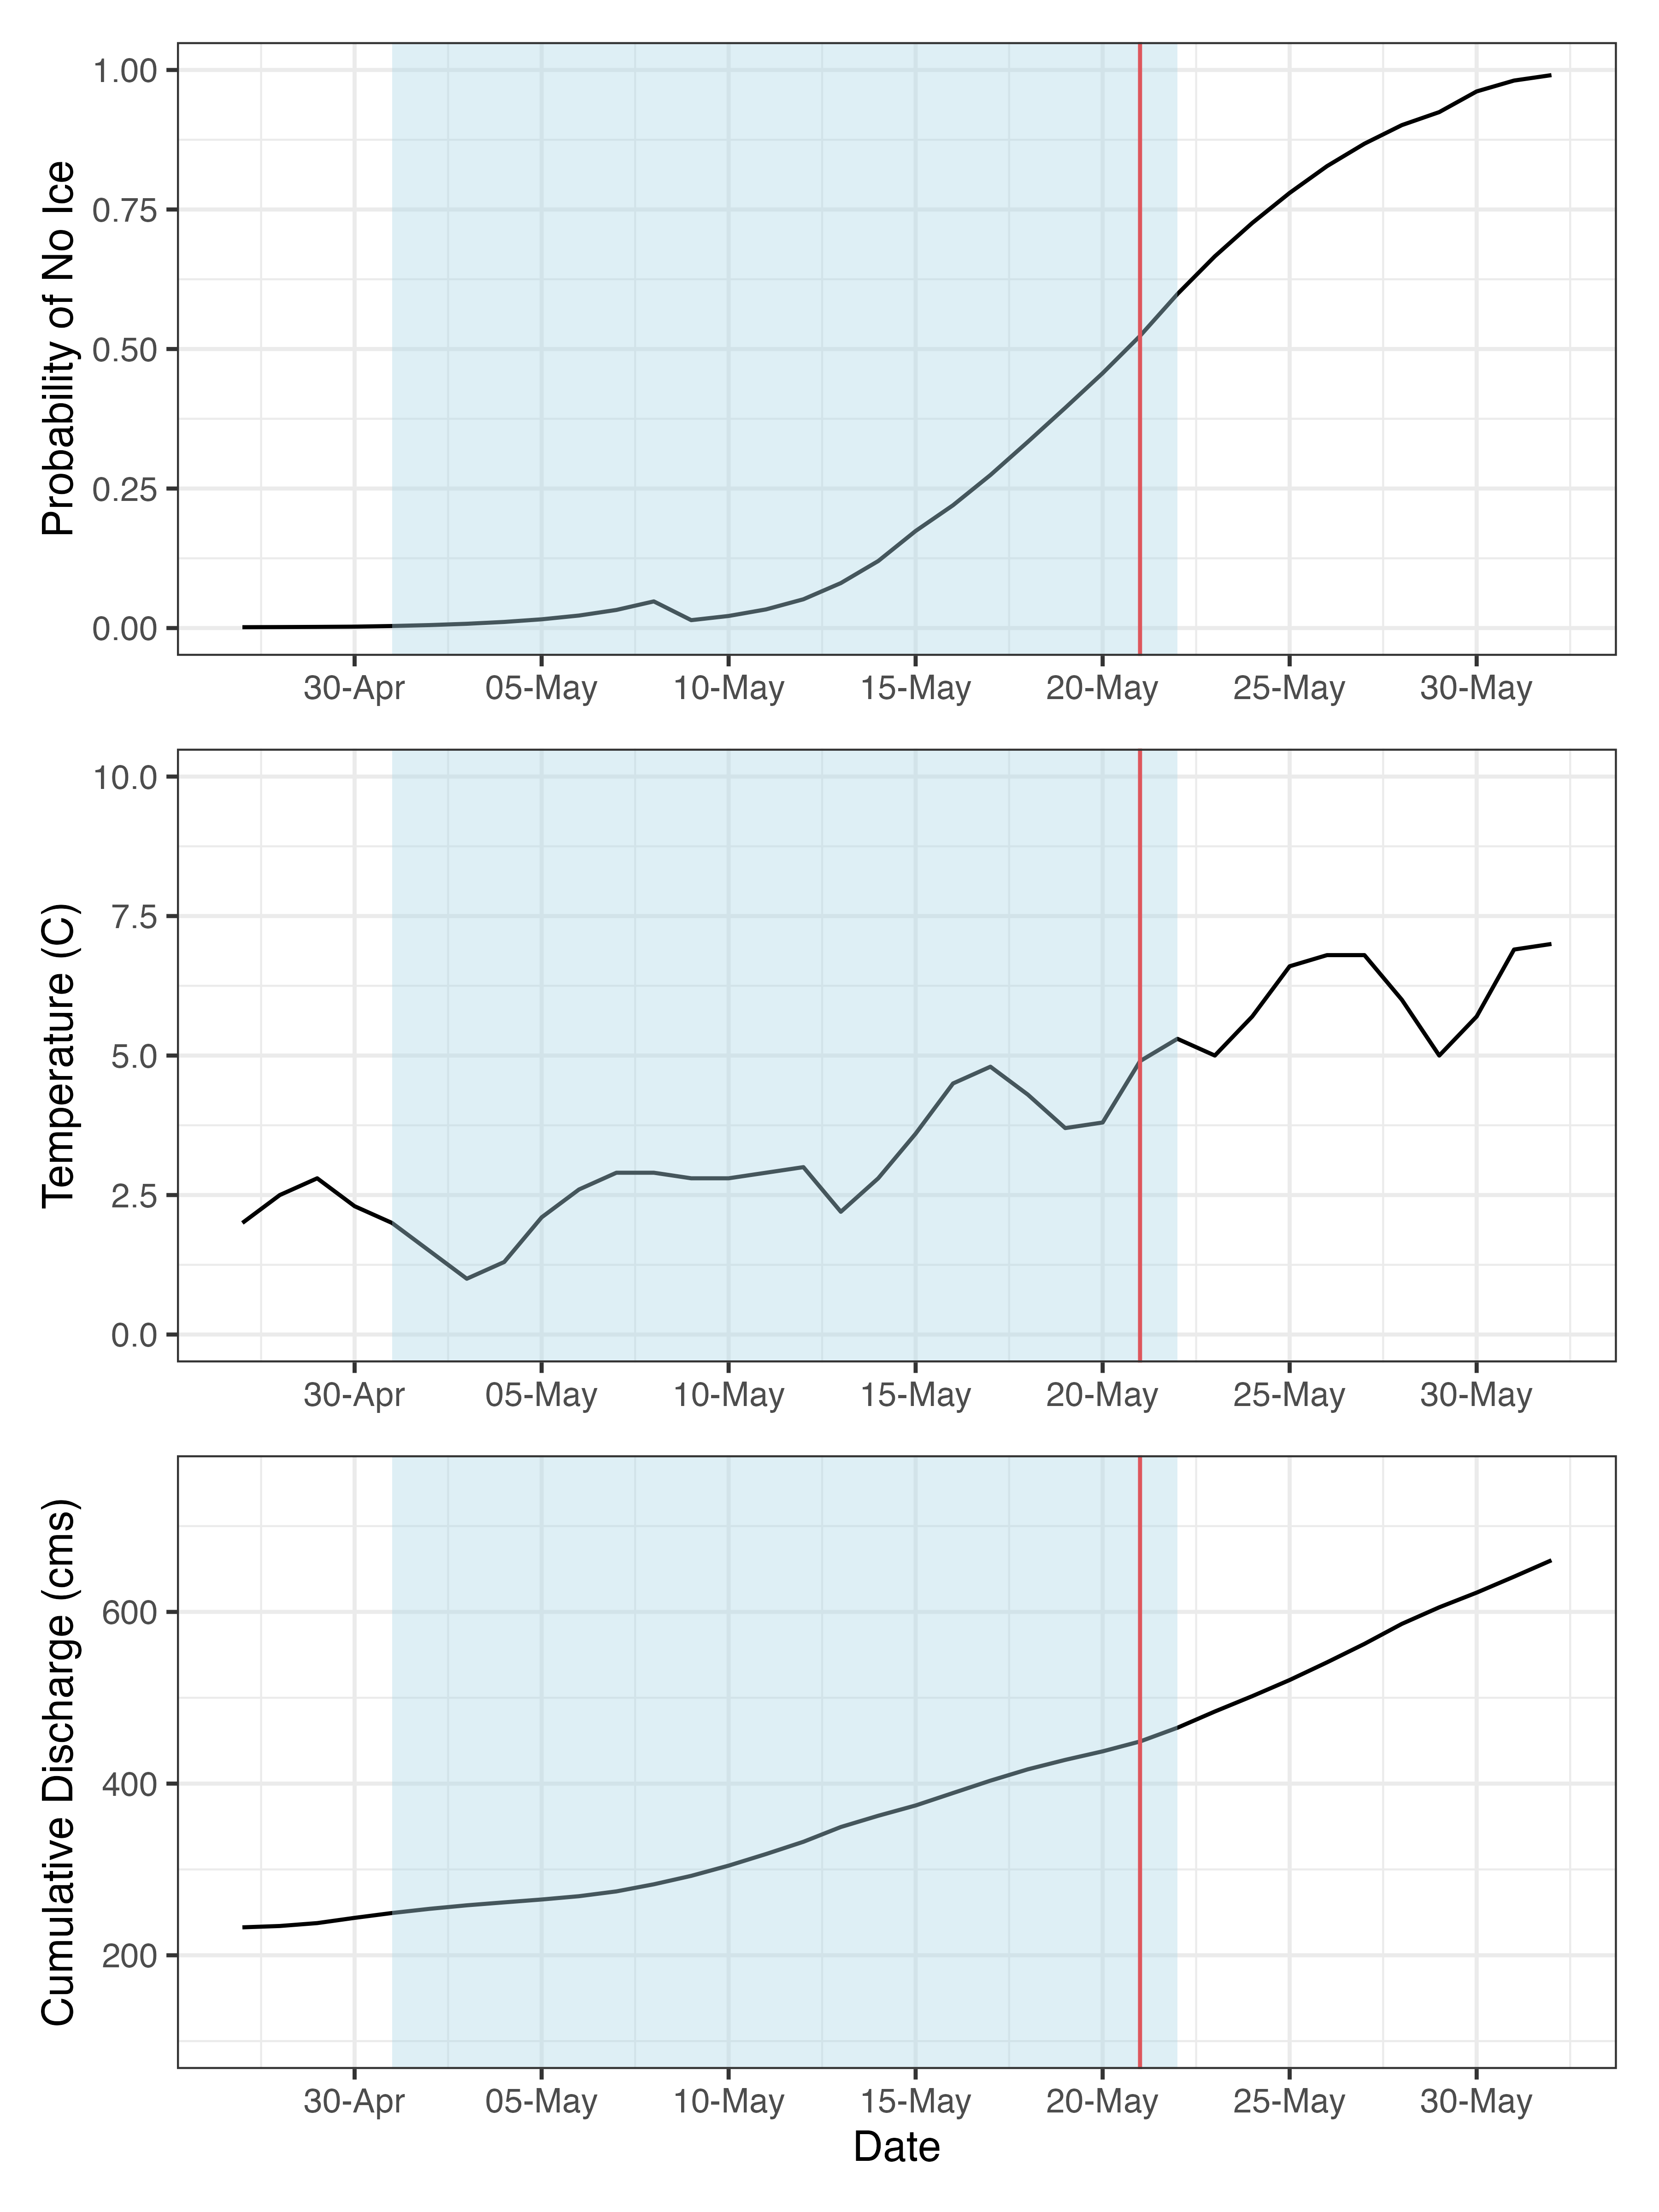 Probability of No Ice
1.00
0.75
0.50
0.25
0.00
30-Apr 05-May 10-May 15-May 20-May 25-May 30-May
Temperature (C)
10.0
7.5
5.0
2.5
0.0
30-Apr 05-May 10-May 15-May 20-May 25-May 30-May
Cumulative Discharge (cms)
600
400
200
30-Apr 05-May 10-May 15-May 20-May 25-May 30-May
Date